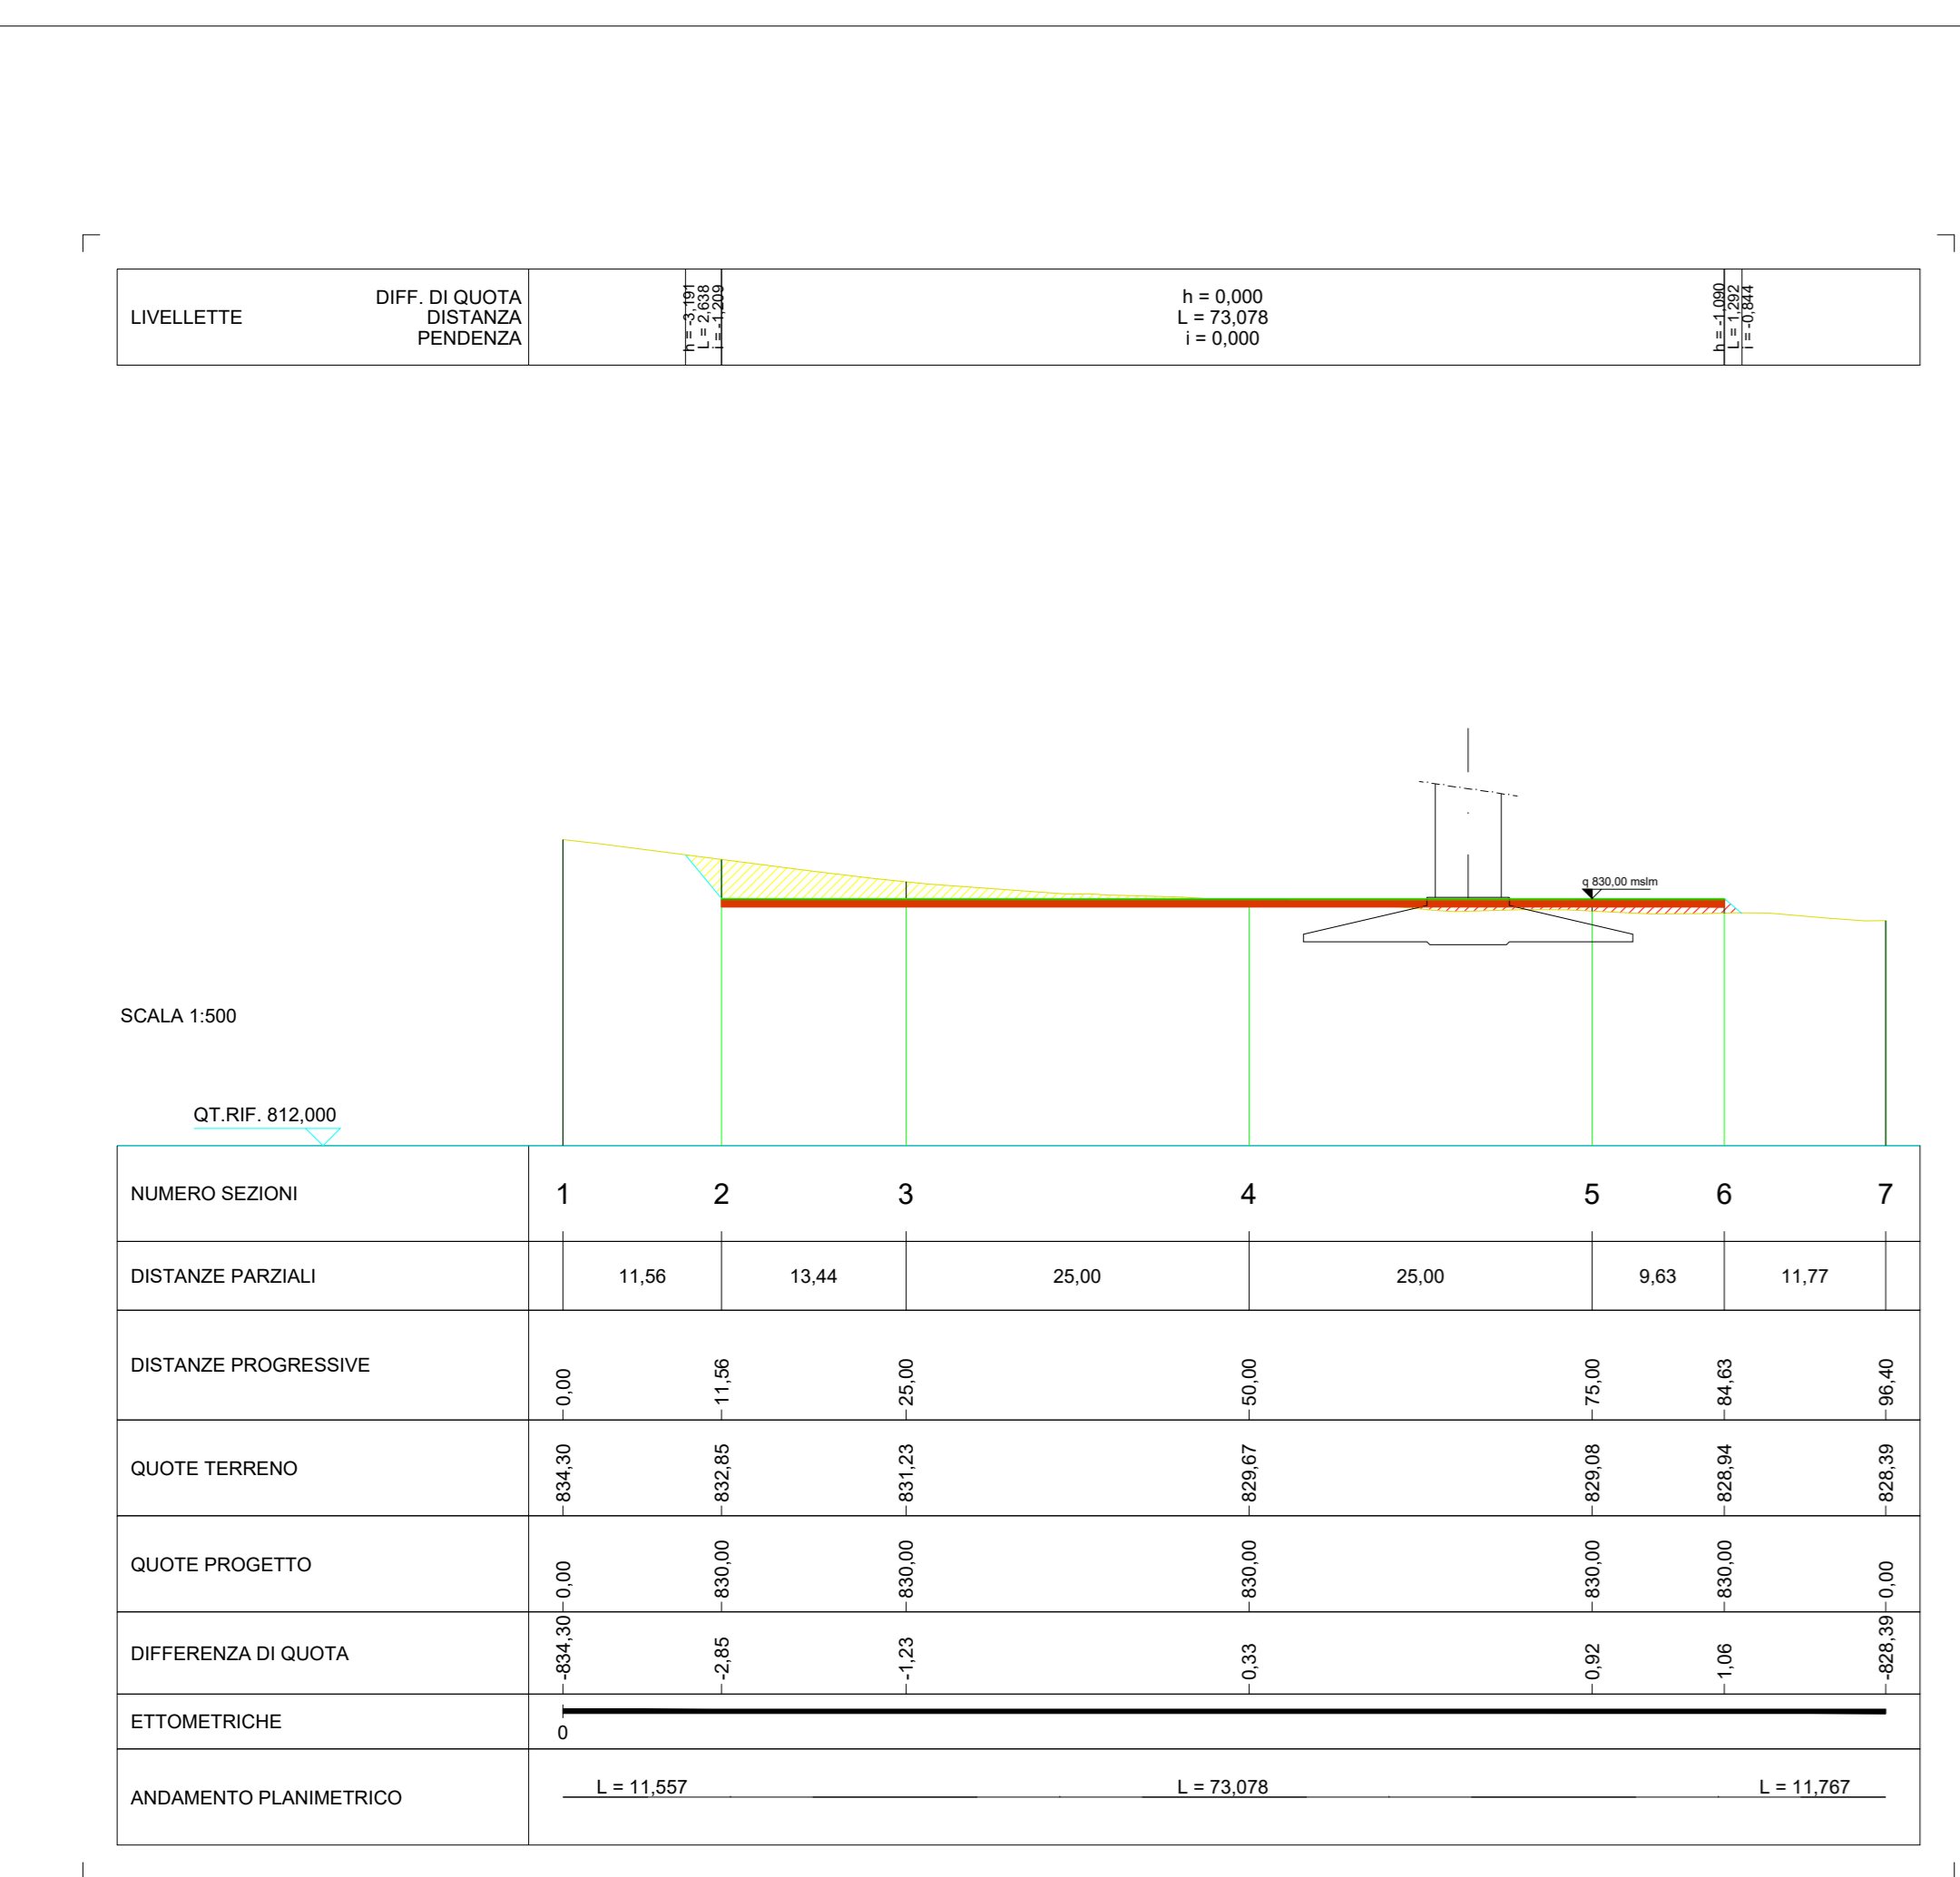 LIVELLETTE
DIFF. DI QUOTA
DISTANZA
PENDENZA
h = -3,191
L = 2,638
i = -1,209
h = 0,000
L = 73,078
i = 0,000
h = -1,090
L = 1,292
i = -0,844
q 830,00 mslm
SCALA 1:500
QT.RIF. 812,000
NUMERO SEZIONI 1 2 3 4 5 6 7
DISTANZE PARZIALI 11,56 13,44 25,00 25,00 9,63 11,77
DISTANZE PROGRESSIVE 0,00 11,56 25,00 50,00 75,00 84,63 96,40
QUOTE TERRENO 834,30 832,85 831,23 829,67 829,08 828,94 828,39
QUOTE PROGETTO 0,00 830,00 830,00 830,00 830,00 830,00 0,00
DIFFERENZA DI QUOTA -834,30 -2,85 -1,23 0,33 0,92 1,06 -828,39
ETTOMETRICHE 0
ANDAMENTO PLANIMETRICO L = 11,557 L = 73,078 L = 11,767